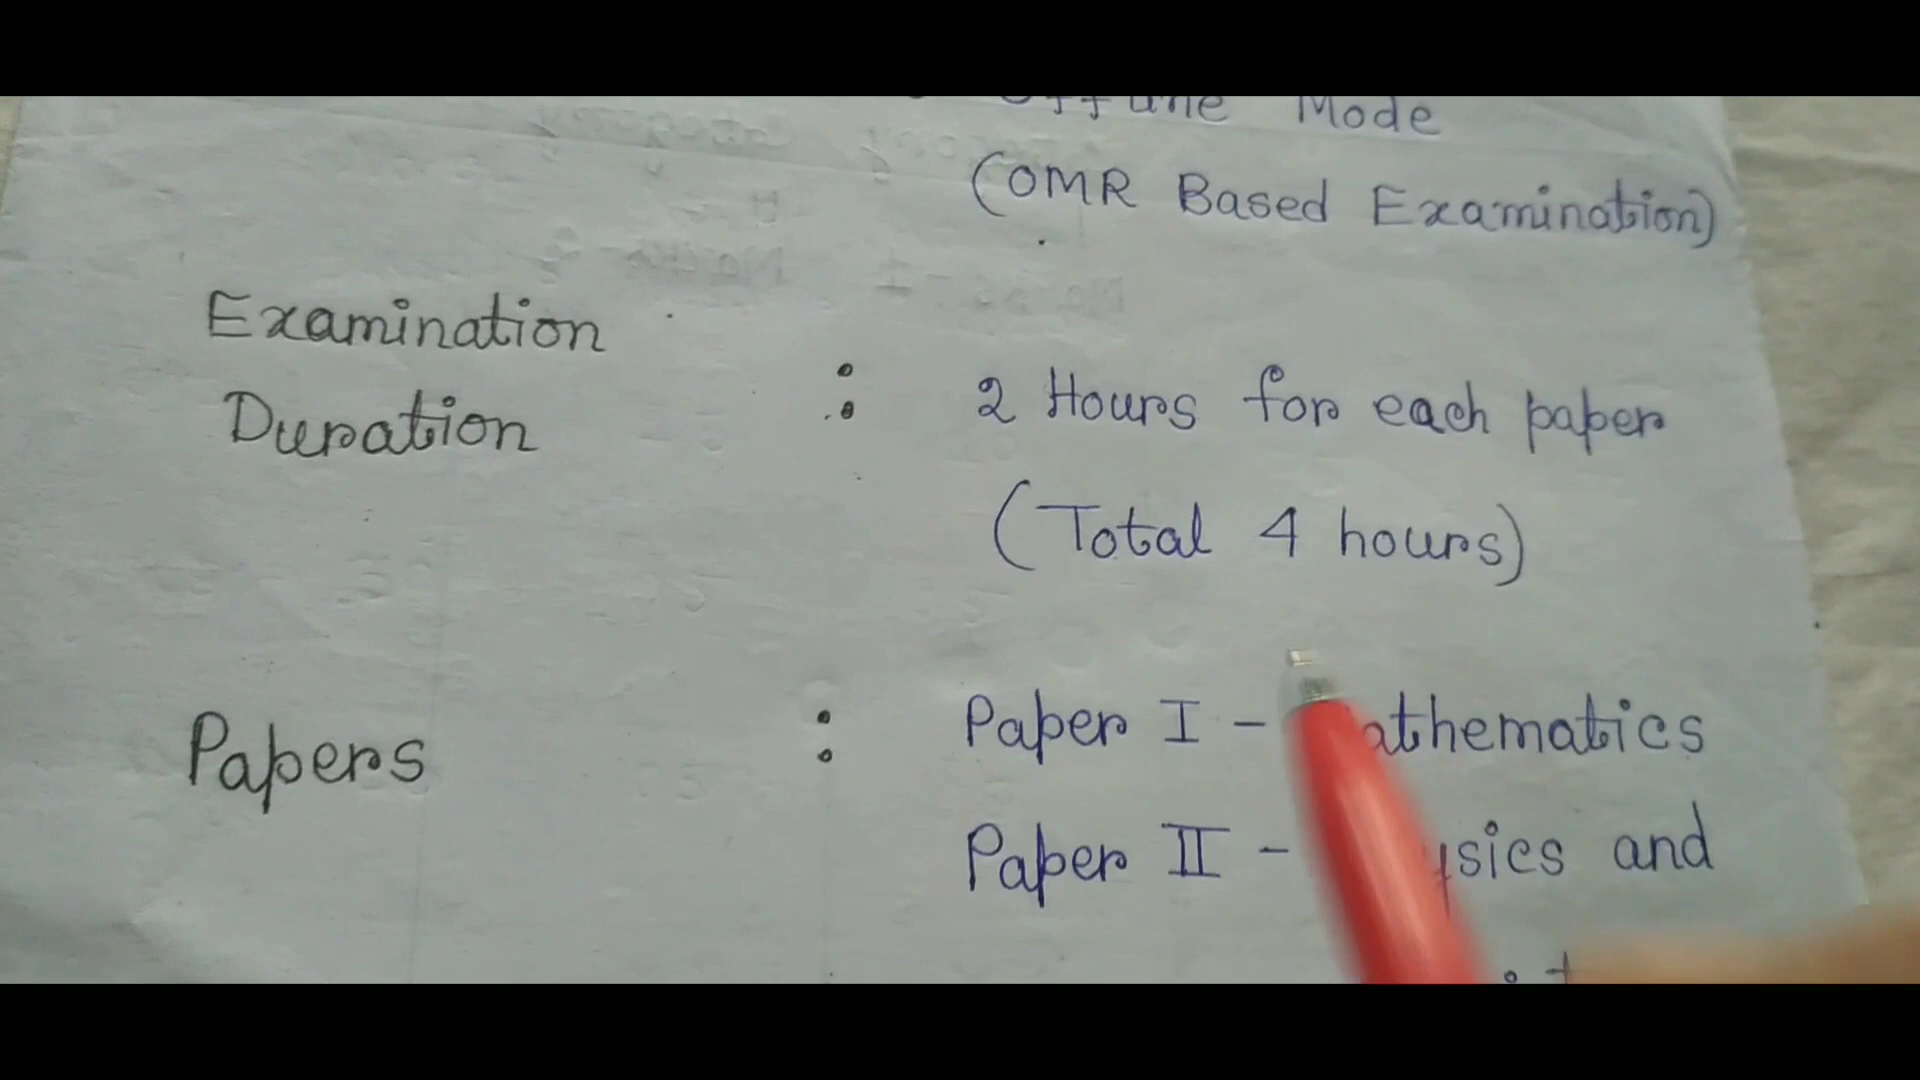 Mode
(OMR Based Examination)
Examination
Duration : 2 Hours for each paper
(Total 4 hours)
Papers : Paper I -
Paper II - and